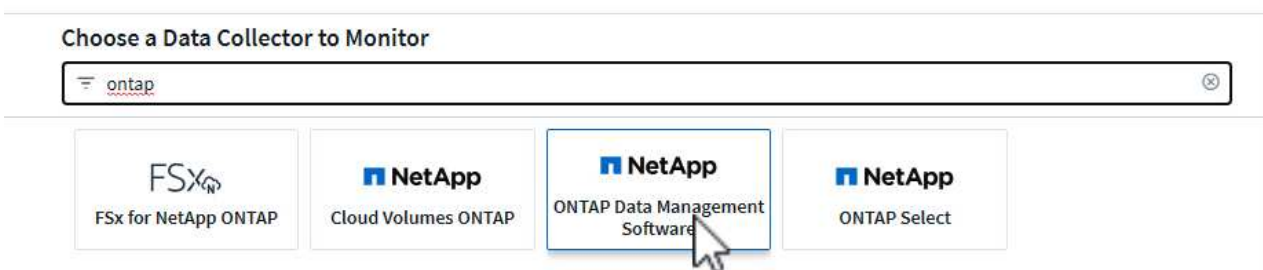 Choose a Data Collector to Monitor
ontap
FSx
FSx for NetApp ONTAP
NetApp
Cloud Volumes ONTAP
NetApp
ONTAP Data Management
Software
NetApp
ONTAP Select